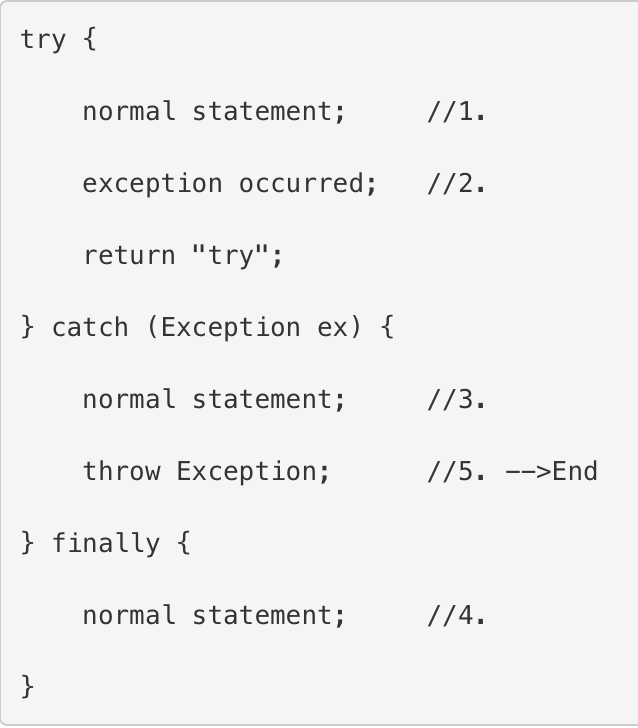 try {
    normal statement;     //1.
    exception occurred;   //2.
    return "try";
} catch (Exception ex) {
    normal statement;     //3.
    throw Exception;      //5. -->End
} finally {
    normal statement;     //4.
}